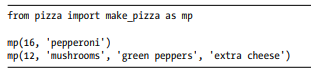 from pizza import make_pizza as mp
mp(16, 'pepperoni')
mp(12, 'mushrooms', 'green peppers', 'extra cheese')